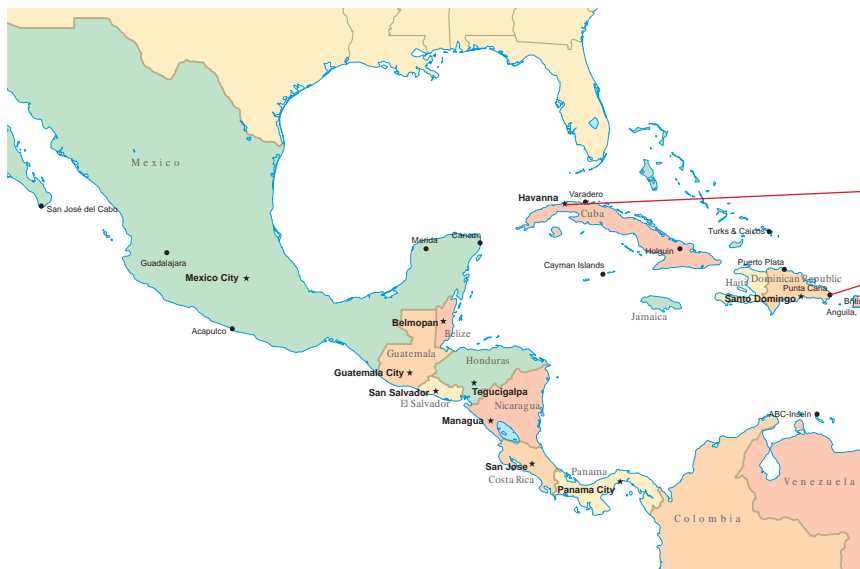 Mexico
Havanna
Varadero
Cuba
San José del Cabo
Turks & Caicos
Merida
Cancun
Holquin
Guadalajara
Cayman Islands
Puerto Plata
Mexico City
Haiti
Dominican Republic
Punta Cana
Santo Domingo
Britis
Anguila,
Jamaica
Belmopan
Belize
Acapulco
Guatemala
Honduras
Guatemala City
San Salvador
Tegucigalpa
El Salvador
Nicaragua
Managua
ABC-Inseln
San Jose
Costa Rica
Panama
Panama City
Venezuela
Colombia